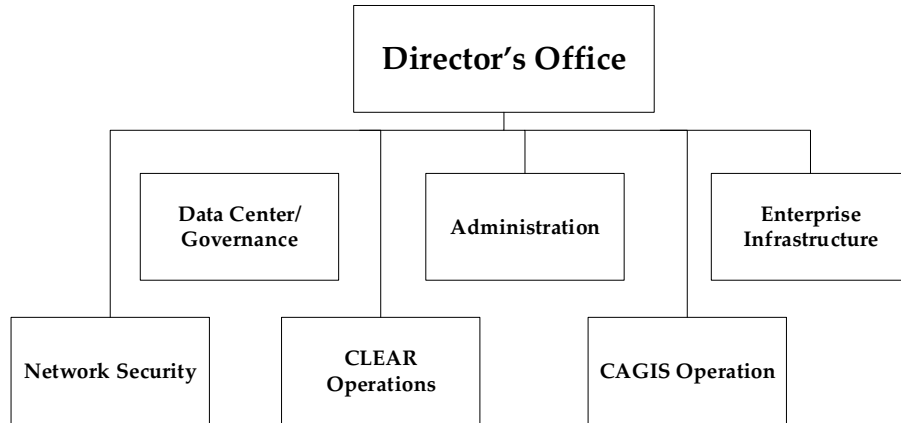 Director's Office
Data Center/
Governance
Administration
Enterprise
Infrastructure
Network Security
CLEAR
Operations
CAGIS Operation